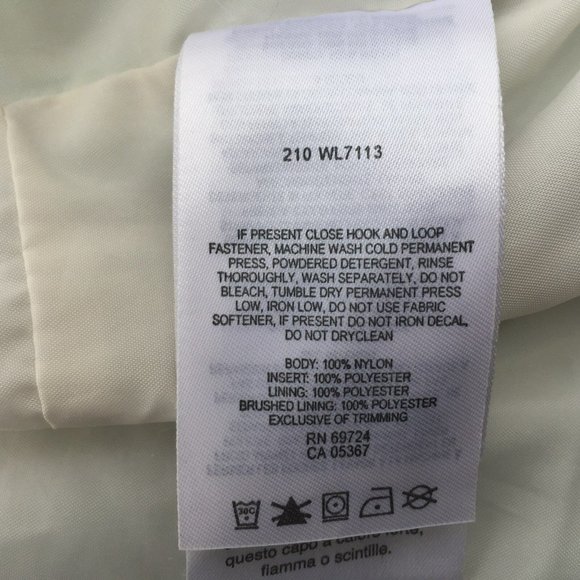 210 WL7113
IF PRESENT CLOSE HOOK AND LOOP
FASTENER, MACHINE WASH COLD PERMANENT
PRESS, POWDERED DETERGENT, RINSE
THOROUGHLY, WASH SEPARATELY, DO NOT
BLEACH, TUMBLE DRY PERMANENT PRESS
LOW, IRON LOW, DO NOT USE FABRIC
SOFTENER, IF PRESENT DO NOT IRON DECAL,
DO NOT DRYCLEAN
BODY: 100% NYLON
INSERT: 100% POLYESTER
LINING: 100% POLYESTER
BRUSHED LINING: 100% POLYESTER
EXCLUSIVE OF TRIMMING
RN 69724
CA 05367
30C
questo capo a calore forte,
fiamma o scintille.